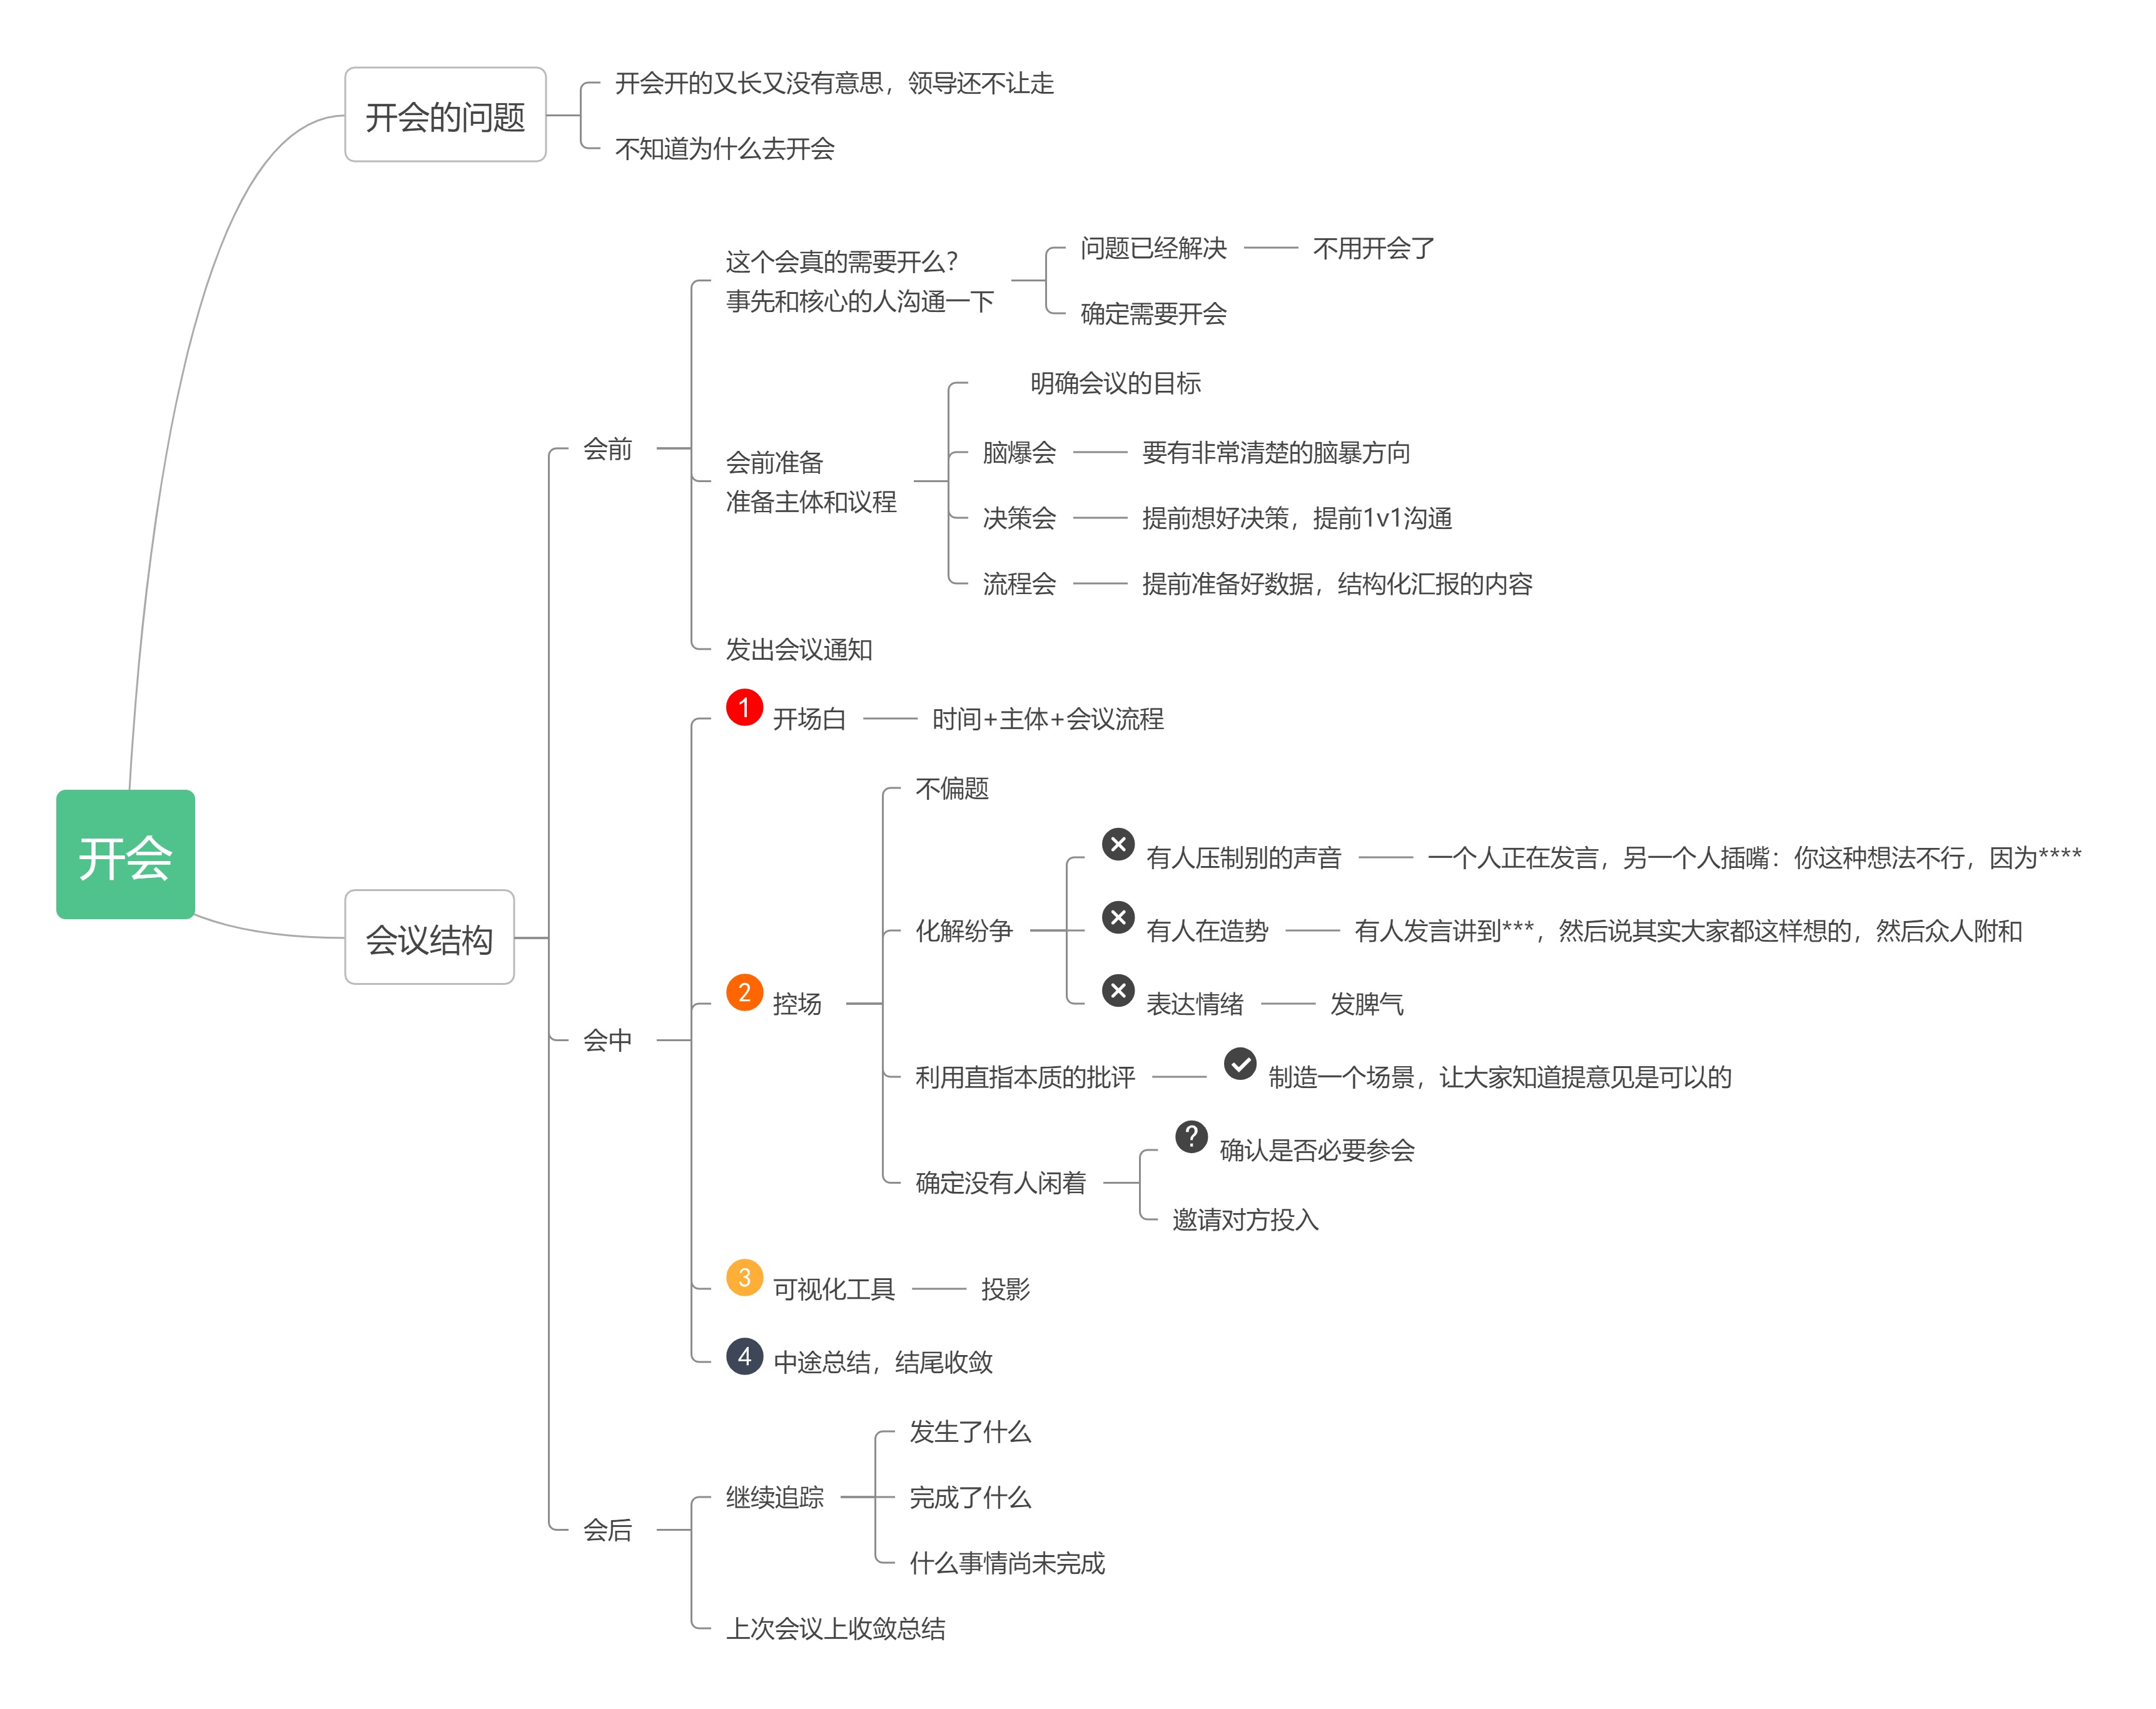 开会
开会的问题
开会开的又长又没有意思，领导还不让走
不知道为什么去开会
会议结构
会前
这个会真的需要开么？
事先和核心的人沟通一下
问题已经解决
不用开会了
确定需要开会
会前准备
准备主体和议程
明确会议的目标
脑爆会
要有非常清楚的脑暴方向
决策会
提前想好决策，提前1v1沟通
流程会
提前准备好数据，结构化汇报的内容
发出会议通知
会中
1 开场白
时间+主体+会议流程
2 控场
不偏题
化解纷争
有人压制别的声音
一个人正在发言，另一个人插嘴：你这种想法不行，因为****
有人在造势
有人发言讲到***，然后说其实大家都这样想的，然后众人附和
表达情绪
发脾气
利用直指本质的批评
制造一个场景，让大家知道提意见是可以的
确定没有人闲着
? 确认是否必要参会
邀请对方投入
3 可视化工具
投影
4 中途总结，结尾收敛
会后
继续追踪
发生了什么
完成了什么
什么事情尚未完成
上次会议上收敛总结